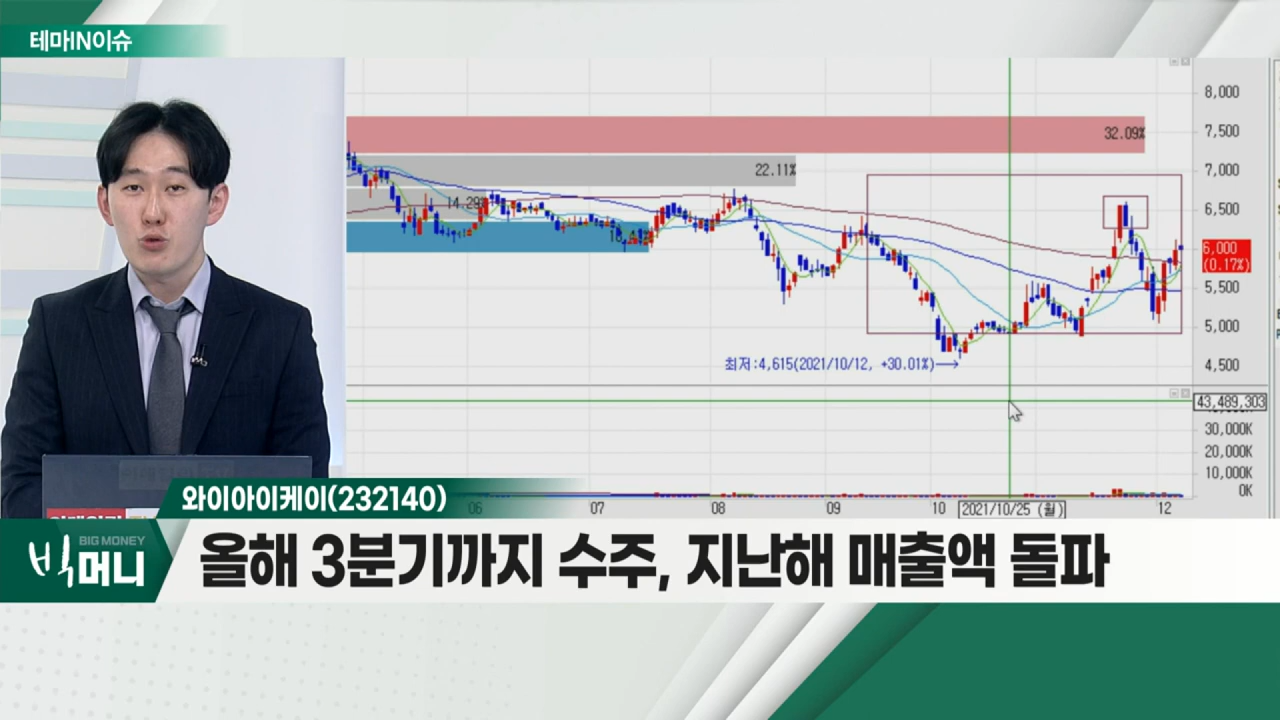 테마IN이슈
8,000
32.09%
7,500
22.11%
7,000
14.29%
6,500
6,000
(0.17%)
5,500
5,000
최저:4,615(2021/10/12, +30.01%)→
4,500
43,489,303
30,000K
20,000K
10,000K
0K
06
07
08
09
10
2021/10/25 (월)
12
와이아이케이(232140)
BIG MONEY
빅머니
올해 3분기까지 수주, 지난해 매출액 돌파